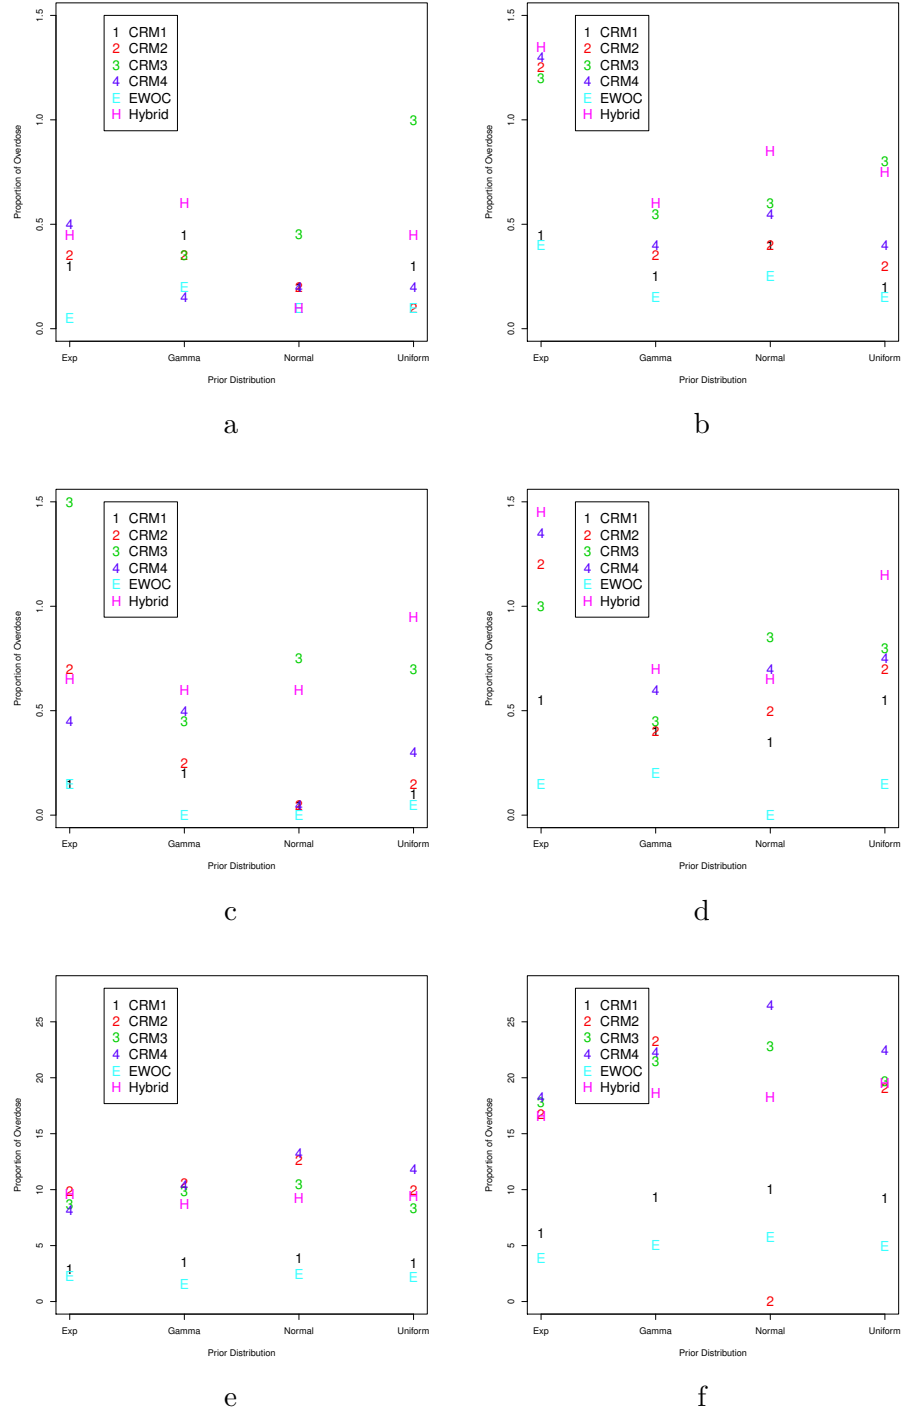 Proportion of Overdose
1.5
1.0
0.5
0.0
1 CRM1
2 CRM2
3 CRM3
4 CRM4
E EWOC
H Hybrid
Exp Gamma Normal Uniform
Prior Distribution
a
Proportion of Overdose
1.5
1.0
0.5
0.0
1 CRM1
2 CRM2
3 CRM3
4 CRM4
E EWOC
H Hybrid
Exp Gamma Normal Uniform
Prior Distribution
b
Proportion of Overdose
1.5
1.0
0.5
0.0
1 CRM1
2 CRM2
3 CRM3
4 CRM4
E EWOC
H Hybrid
Exp Gamma Normal Uniform
Prior Distribution
c
Proportion of Overdose
1.5
1.0
0.5
0.0
1 CRM1
2 CRM2
3 CRM3
4 CRM4
E EWOC
H Hybrid
Exp Gamma Normal Uniform
Prior Distribution
d
Proportion of Overdose
25
20
15
10
5
0
1 CRM1
2 CRM2
3 CRM3
4 CRM4
E EWOC
H Hybrid
Exp Gamma Normal Uniform
Prior Distribution
e
Proportion of Overdose
25
20
15
10
5
0
1 CRM1
2 CRM2
3 CRM3
4 CRM4
E EWOC
H Hybrid
Exp Gamma Normal Uniform
Prior Distribution
f